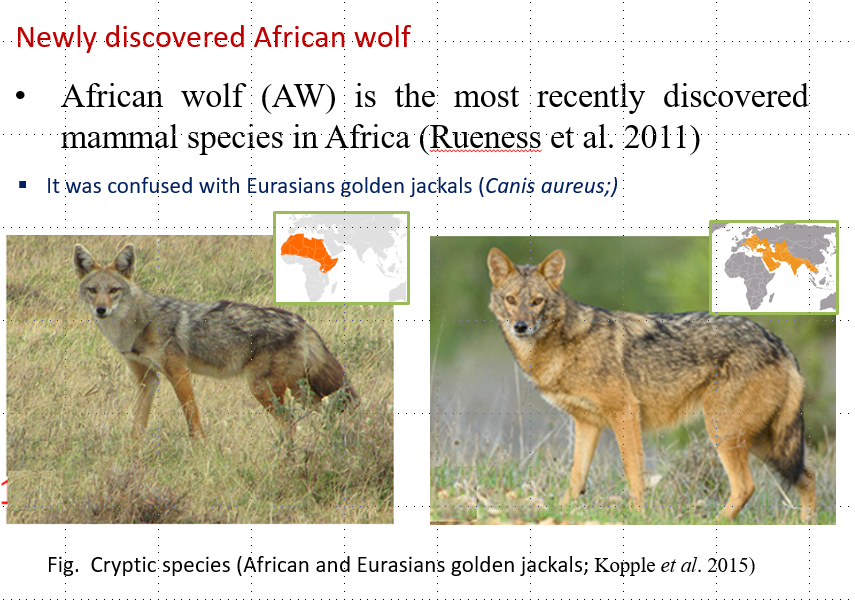 Newly discovered African wolf
• African wolf (AW) is the most recently discovered
mammal species in Africa (Rueness et al. 2011)
▪ It was confused with Eurasians golden jackals (Canis aureus;)
Fig. Cryptic species (African and Eurasians golden jackals; Kopple et al. 2015)